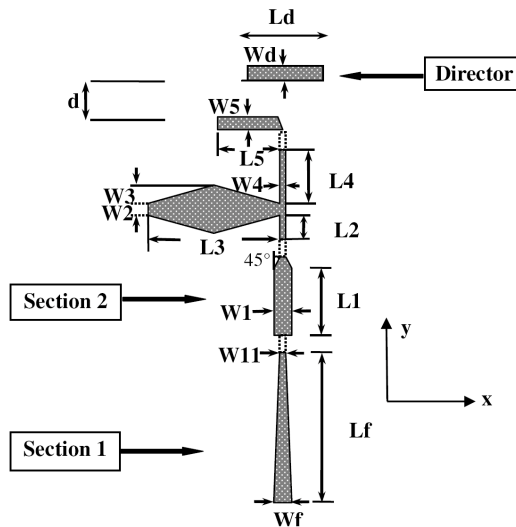 Ld
Wd
Director
d
W5
L5
W4
L4
W3
W2
L2
L3
45°
Section 2
W1
L1
W11
y
x
Lf
Section 1
Wf